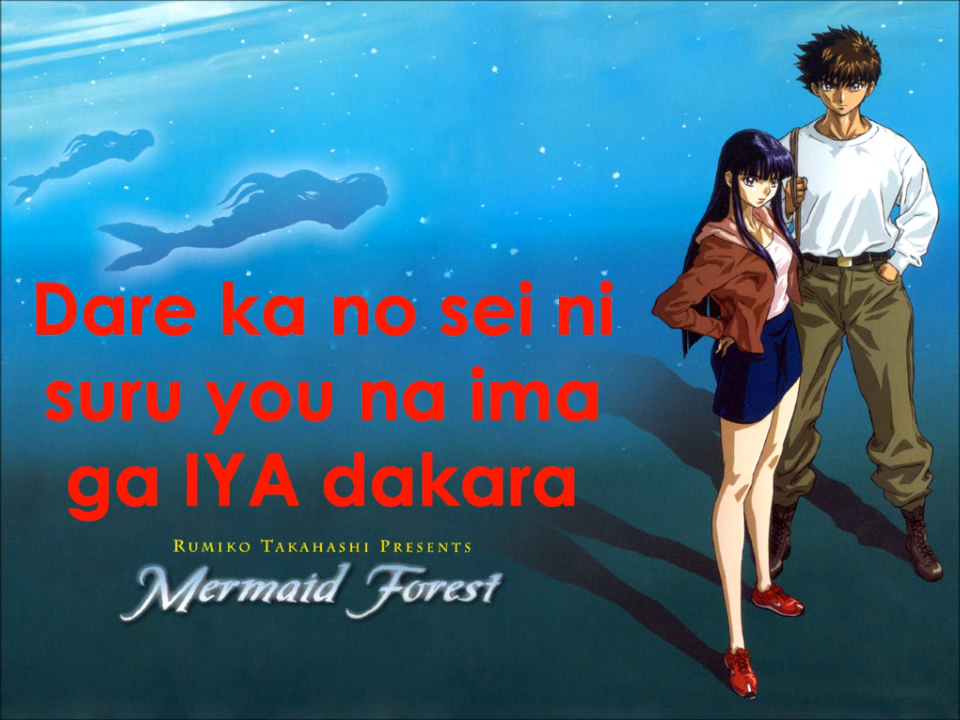 Dare ka no sei ni
suru you na ima
ga IYA dakara
Rumiko Takahashi Presents
Mermaid Forest